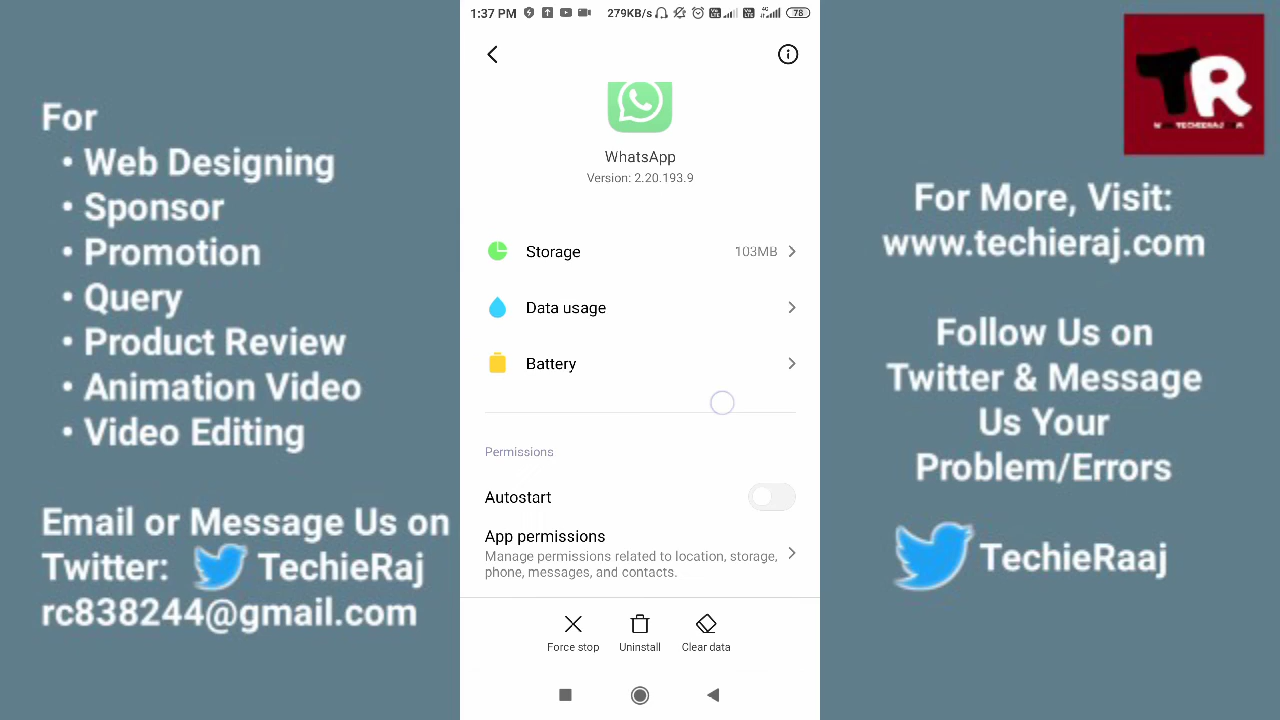 For
• Web Designing
• Sponsor
• Promotion
• Query
• Product Review
• Animation Video
• Video Editing
Email or Message Us on
Twitter: TechieRaj
rc838244@gmail.com
1:37 PM 279KB/s 4G 78
WhatsApp
Version: 2.20.193.9
Storage 103MB
Data usage
Battery
Permissions
Autostart
App permissions
Manage permissions related to location, storage,
phone, messages, and contacts.
Force stop Uninstall Clear data
TR
For More, Visit:
www.techieraj.com
Follow Us on
Twitter & Message
Us Your
Problem/Errors
TechieRaaj